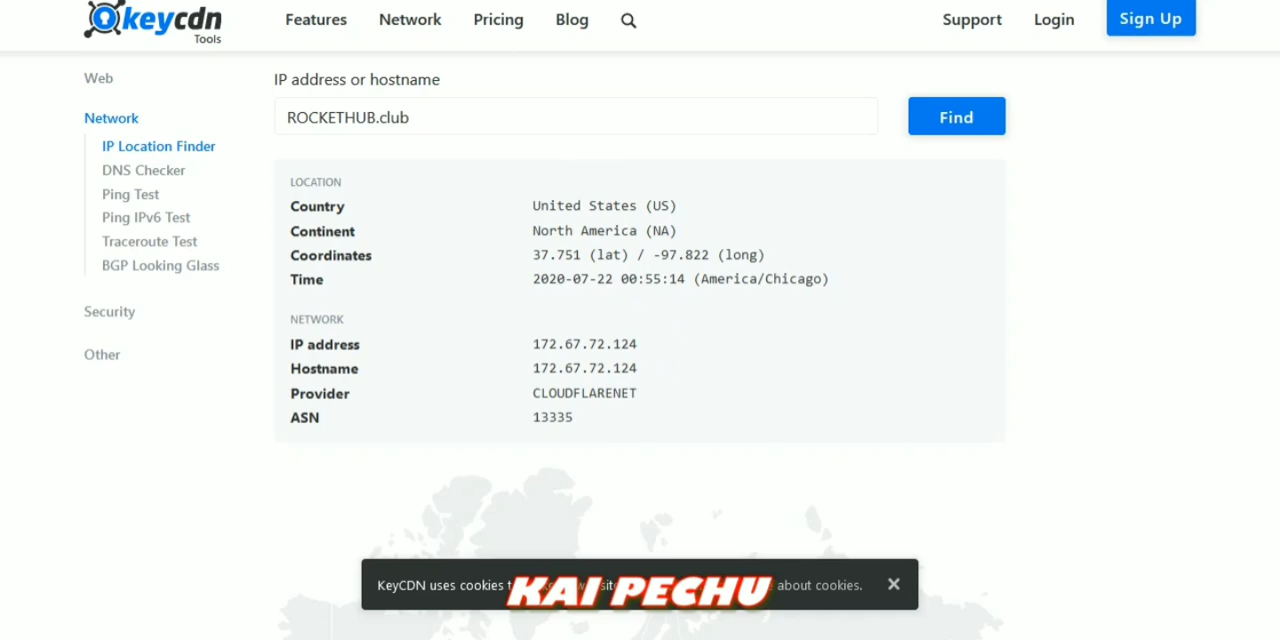 keycdn
Tools
Features Network Pricing Blog
Support Login Sign Up
Web
Network
IP Location Finder
DNS Checker
Ping Test
Ping IPv6 Test
Traceroute Test
BGP Looking Glass
Security
Other
IP address or hostname
ROCKETHUB.club
Find
LOCATION
Country United States (US)
Continent North America (NA)
Coordinates 37.751 (lat) / -97.822 (long)
Time 2020-07-22 00:55:14 (America/Chicago)
NETWORK
IP address 172.67.72.124
Hostname 172.67.72.124
Provider CLOUDFLARENET
ASN 13335
KeyCDN uses cookies about cookies.
KAI PECHU